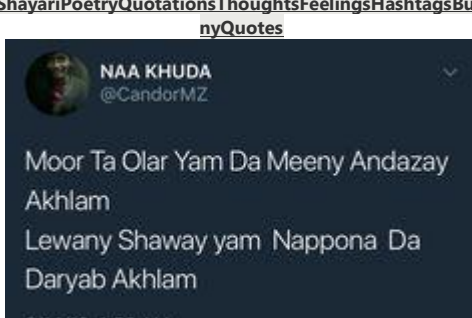 ShayariPoetryQuotationsThoughtsFeelingsHashtagsBu
nyQuotes
NAA KHUDA
@CandorMZ
Moor Ta Olar Yam Da Meeny Andazay
Akhlam
Lewany Shaway yam Nappona Da
Daryab Akhlam